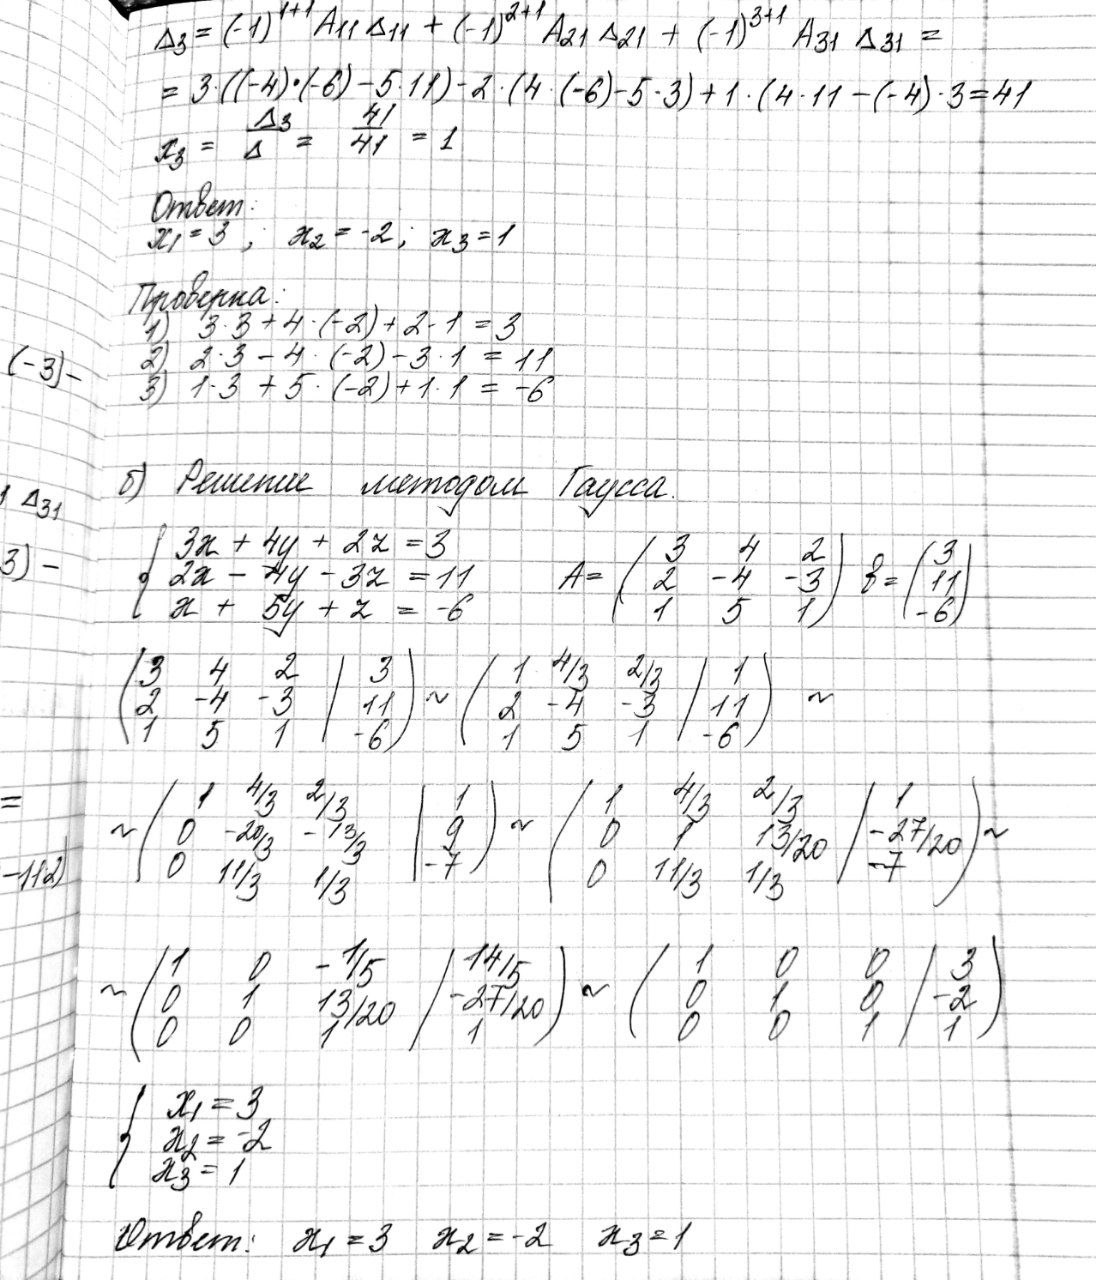 Δ3 = (-1)^1+1 A11 Δ11 + (-1)^2+1 A21 Δ21 + (-1)^3+1 A31 Δ31 =
= 3·((-4)·(-6) - 5·11) - 2·(4·(-6) - 5·3) + 1·(4·11 - (-4)·3 = 41
x3 = Δ3/Δ = 41/41 = 1
Ответ:
x1 = 3 ; x2 = -2 ; x3 = 1
Проверка:
1) 3·3 + 4·(-2) + 2·1 = 3
2) 2·3 - 4·(-2) - 3·1 = 11
3) 1·3 + 5·(-2) + 1·1 = -6
(-3) -
Δ31
3) -
=
б) Решение методом Гаусса.
3x + 4y + 2z = 3
2x - 4y - 3z = 11
x + 5y + z = -6
A = ( 3 4 2
2 -4 -3
1 5 1 )
b = ( 3
11
-6 )
( 3 4 2 | 3
2 -4 -3 | 11
1 5 1 | -6 ) ~
( 1 4/3 2/3 | 1
2 -4 -3 | 11
1 5 1 | -6 ) ~
~ ( 1 4/3 2/3 | 1
0 -20/3 -13/3 | 9
0 11/3 1/3 | -7 ) ~
( 1 4/3 2/3 | 1
0 1 13/20 | -27/20
0 11/3 1/3 | -7 ) ~
~ ( 1 0 -1/5 | 14/5
0 1 13/20 | -27/20
0 0 1 | 1 ) ~
( 1 0 0 | 3
0 1 0 | -2
0 0 1 | 1 )
x1 = 3
x2 = -2
x3 = 1
Ответ: x1 = 3 x2 = -2 x3 = 1